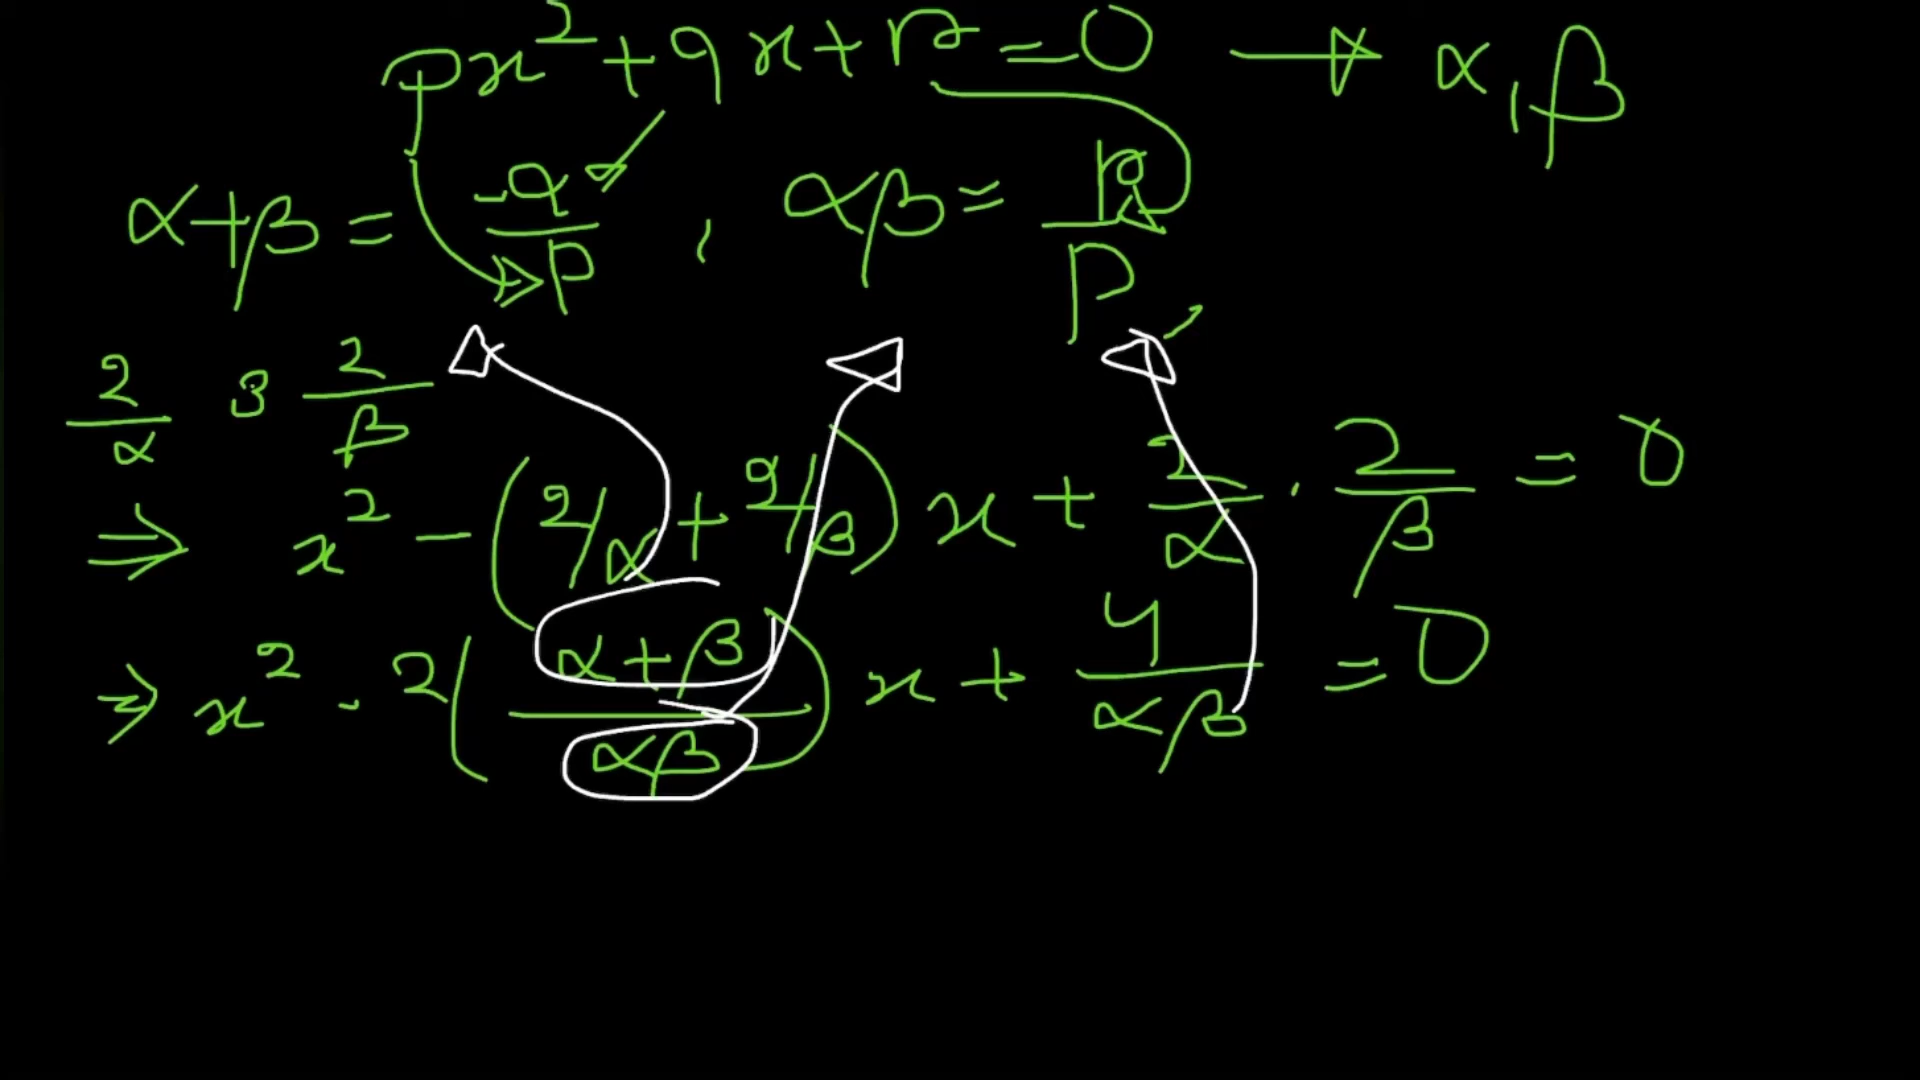 px² + qx + r = 0 → α, β
α+β = -q/p , αβ = r/p
2/α ও 2/β
⇒ x² - (2/α + 2/β)x + 2/α · 2/β = 0
⇒ x² - 2(α+β/αβ)x + 4/αβ = 0